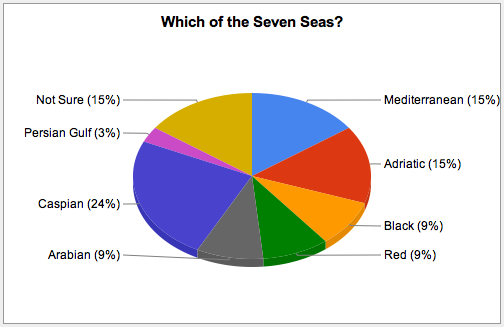 Which of the Seven Seas?
Not Sure (15%)
Mediterranean (15%)
Persian Gulf (3%)
Adriatic (15%)
Caspian (24%)
Black (9%)
Arabian (9%)
Red (9%)